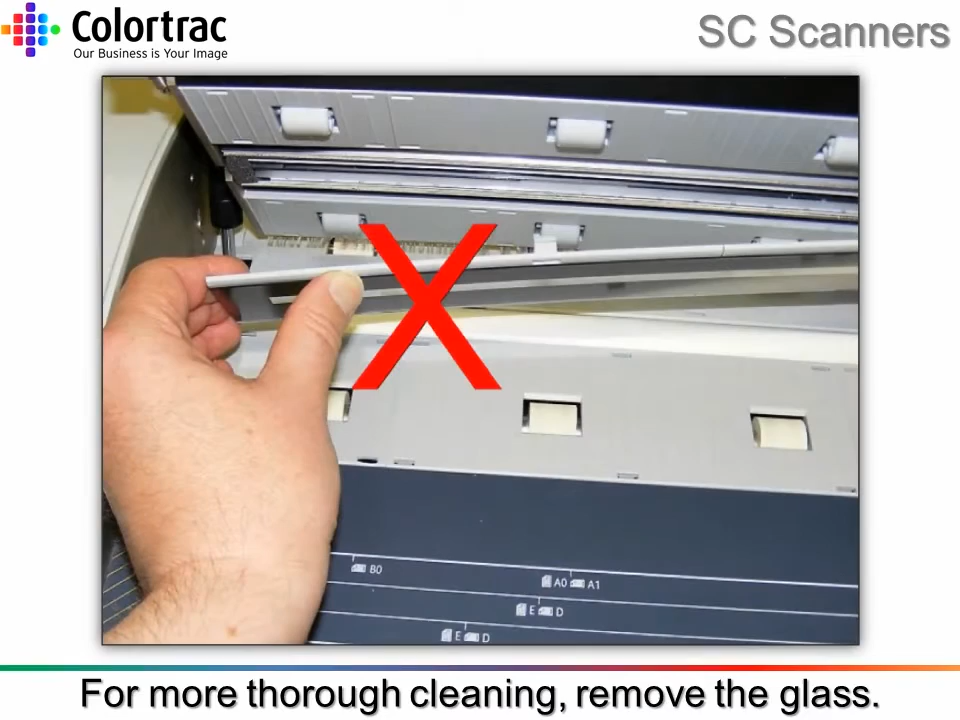 Colortrac
Our Business is Your Image
SC Scanners
X
B0
A0 A1
E D
E D
For more thorough cleaning, remove the glass.